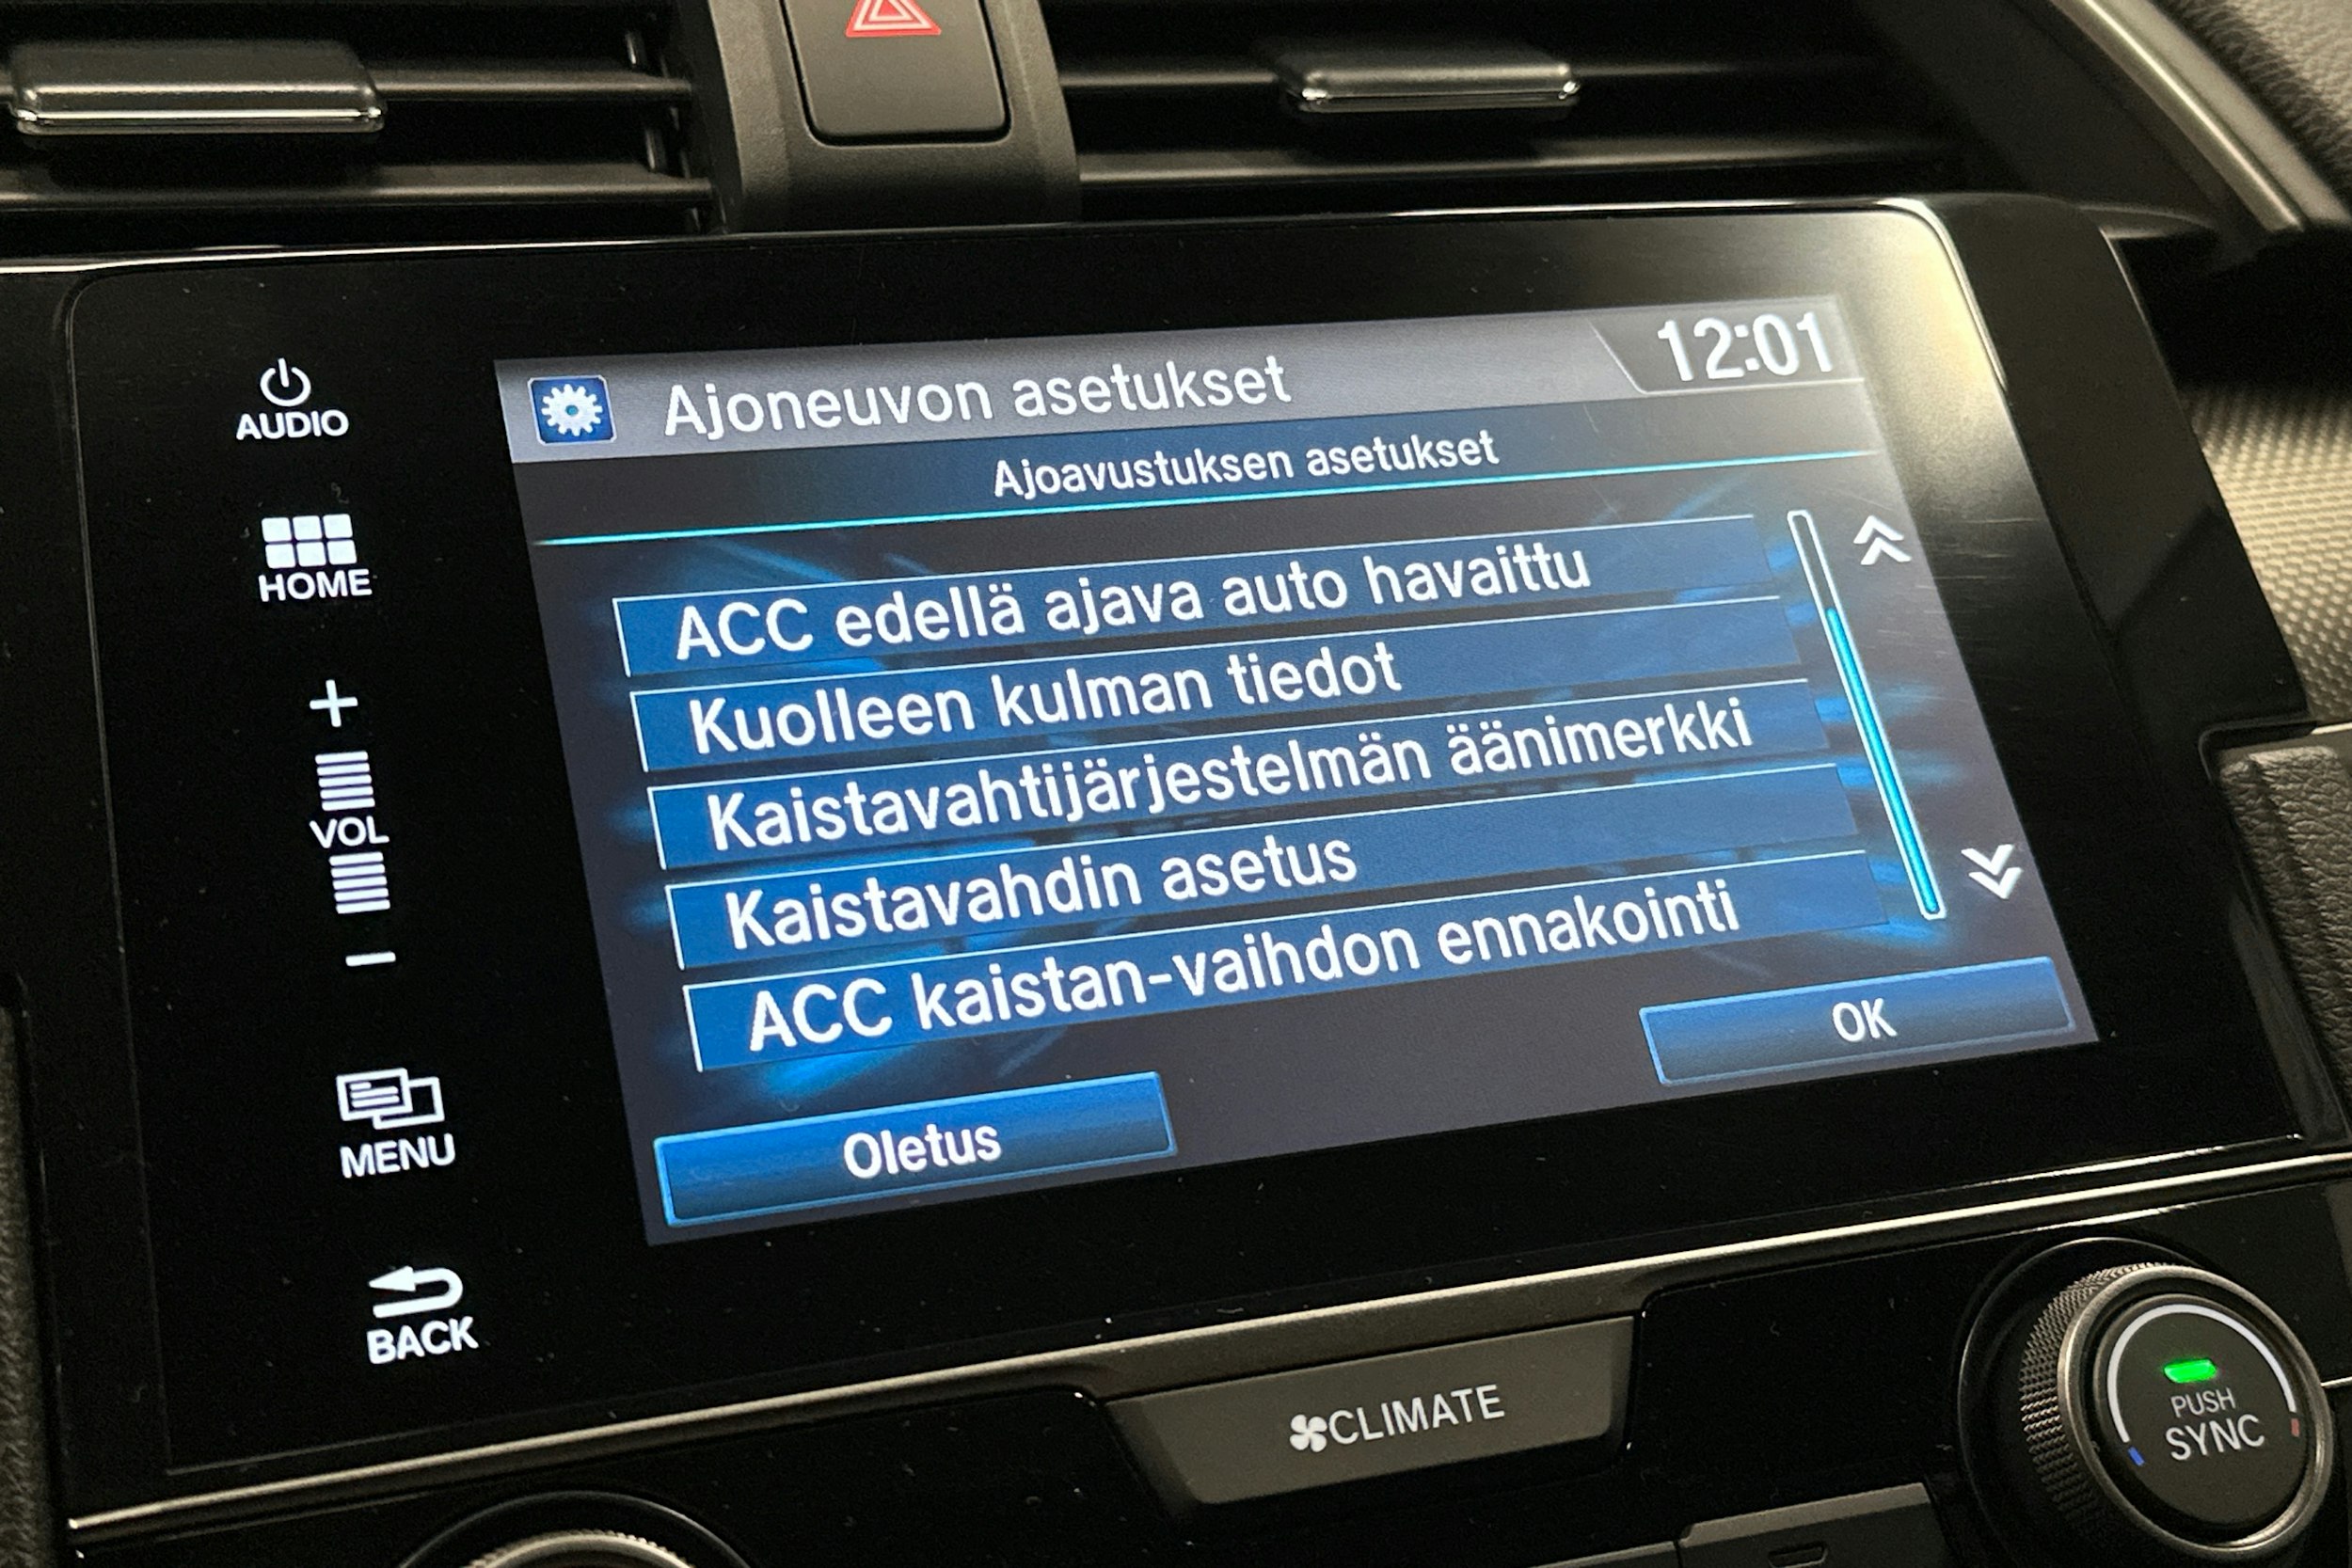 12:01
Ajoneuvon asetukset
Ajoavustuksen asetukset
ACC edellä ajava auto havaittu
Kuolleen kulman tiedot
Kaistavahtijärjestelmän äänimerkki
Kaistavahdin asetus
ACC kaistan-vaihdon ennakointi
OK
Oletus
AUDIO
HOME
+
VOL
−
MENU
BACK
CLIMATE
PUSH
SYNC